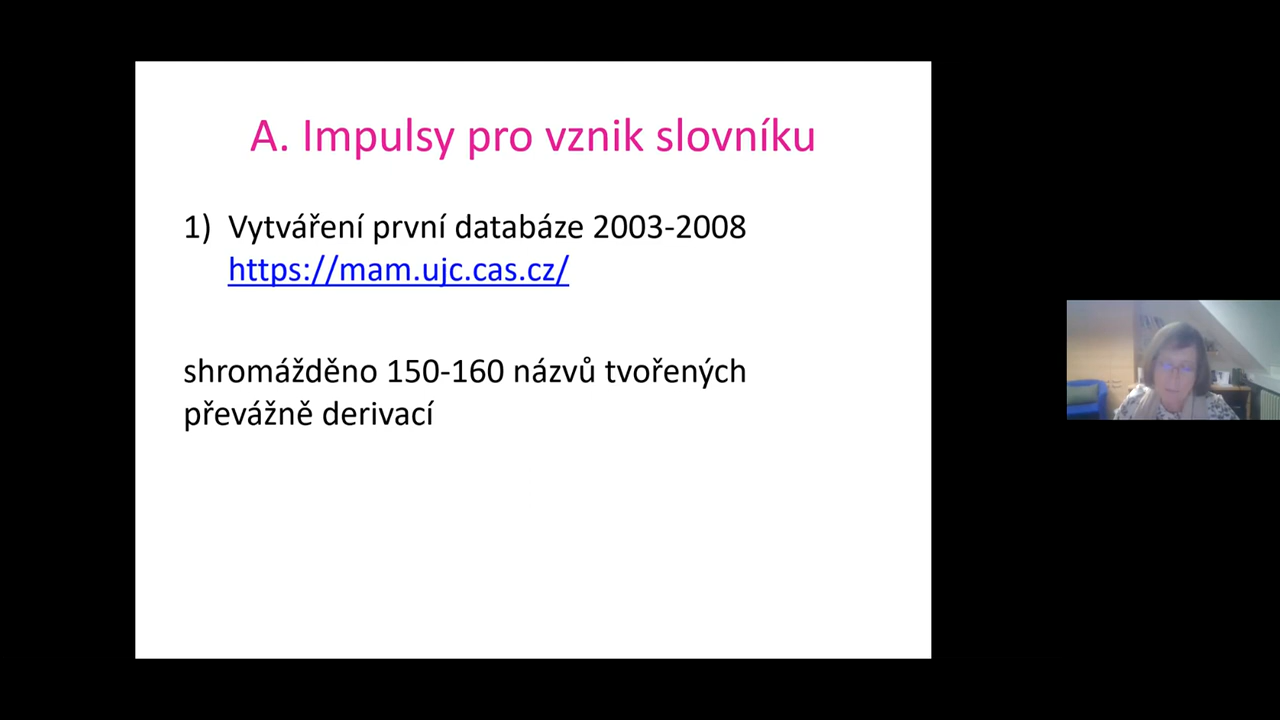 A. Impulsy pro vznik slovníku
1) Vytváření první databáze 2003-2008
https://mam.ujc.cas.cz/
shromážděno 150-160 názvů tvořených
převážně derivací